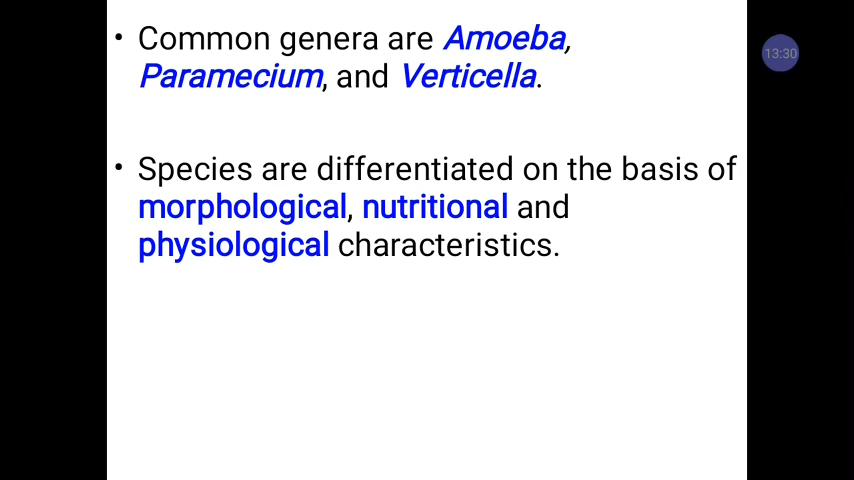 • Common genera are Amoeba,
Paramecium, and Verticella.
• Species are differentiated on the basis of
morphological, nutritional and
physiological characteristics.
13:30